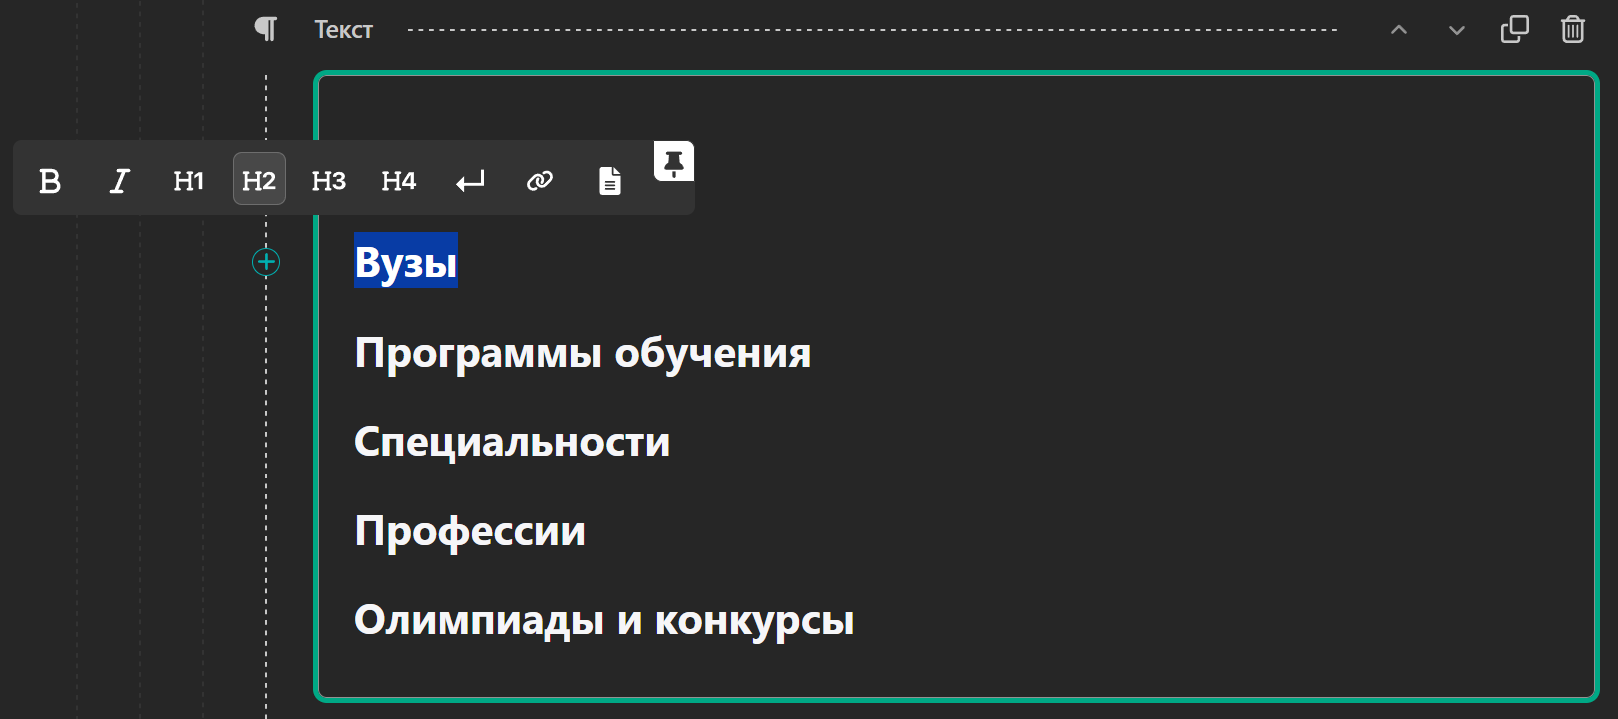 ¶ Текст
B I H1 H2 H3 H4
Вузы
Программы обучения
Специальности
Профессии
Олимпиады и конкурсы